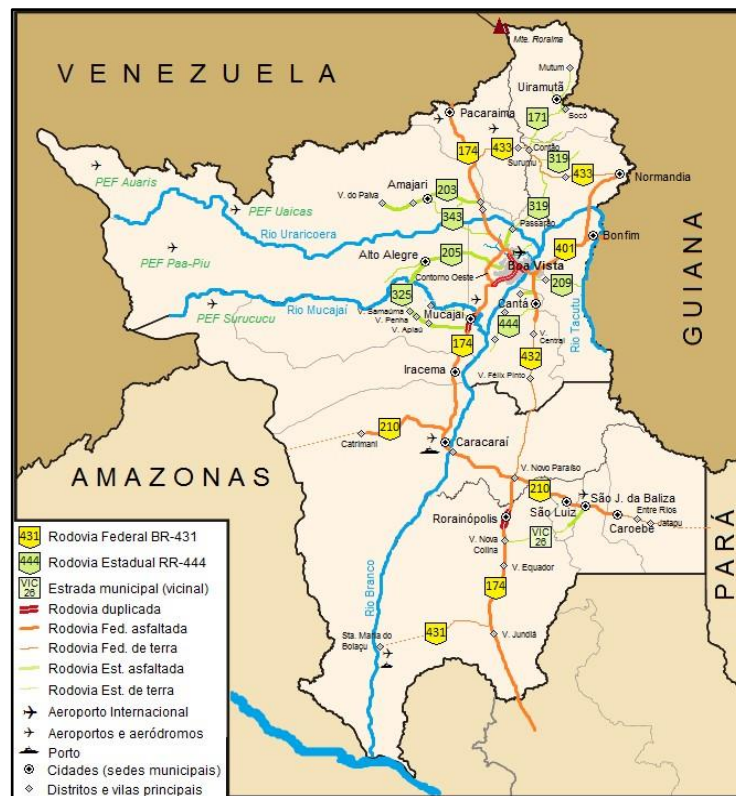 VENEZUELA
GUIANA
AMAZONAS
PARÁ
Mte. Roraima
Mutum
Uiramutã
171
Socó
Pacaraima
174
433
Contão
Surumu
319
433
Normandia
PEF Auaris
PEF Uaicas
Amajari
203
V. do Paiva
343
319
Passarão
Rio Uraricoera
Bonfim
401
PEF Paa-Piu
Alto Alegre
205
Boa Vista
Contorno Oeste
209
325
Cantá
PEF Surucucu
Rio Mucajaí
V. Samaúma
V. Penha
V. Apiaú
Mucajaí
444
Rio Tacutu
174
V. Central
432
Iracema
V. Félix Pinto
210
Catrimani
Caracaraí
V. Novo Paraíso
210
São J. da Baliza
São Luiz
Entre Rios
Caroebe
Jatapu
Rorainópolis
V. Nova Colina
VIC 26
V. Equador
174
Rio Branco
Sta. Maria do Boiaçu
431
V. Jundiá
431 Rodovia Federal BR-431
444 Rodovia Estadual RR-444
VIC 26 Estrada municipal (vicinal)
Rodovia duplicada
Rodovia Fed. asfaltada
Rodovia Fed. de terra
Rodovia Est. asfaltada
Rodovia Est. de terra
Aeroporto Internacional
Aeroportos e aeródromos
Porto
Cidades (sedes municipais)
Distritos e vilas principais